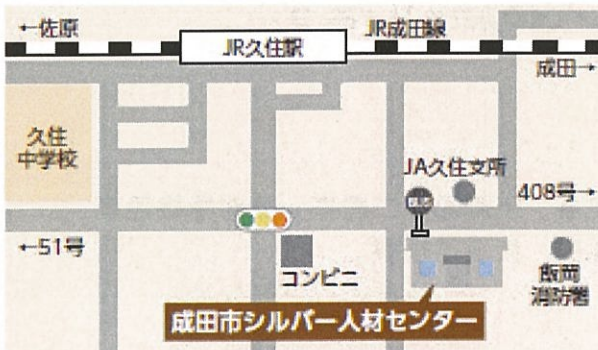 ←佐原
JR久住駅
JR成田線
成田→
久住
中学校
JA久住支所
408号→
←51号
コンビニ
飯岡
消防署
成田市シルバー人材センター